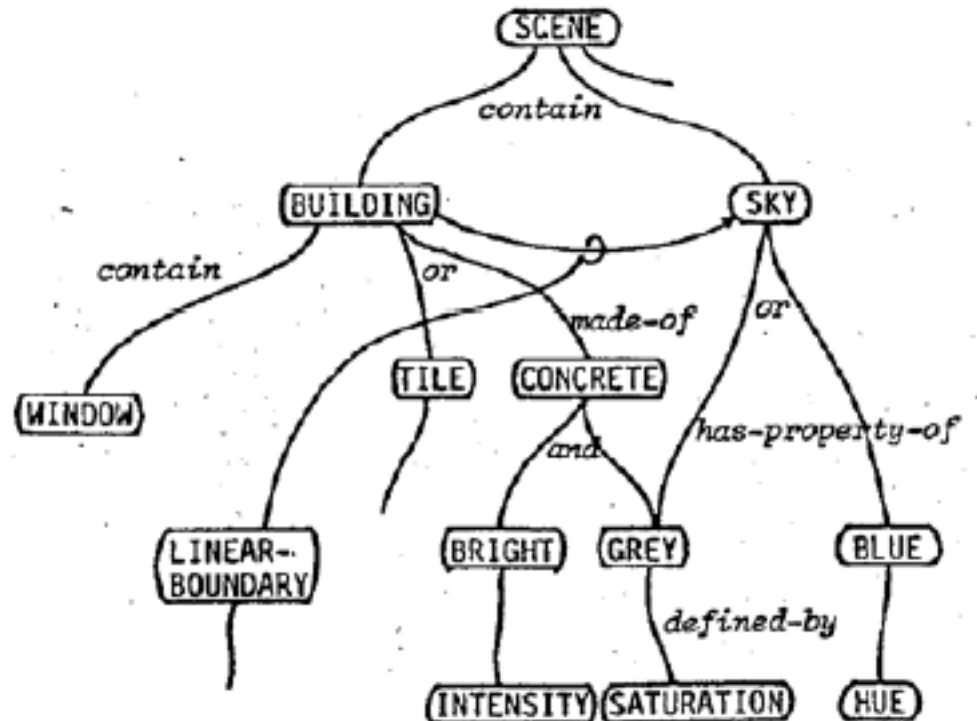 SCENE
contain
BUILDING
SKY
contain
or
or
made-of
TILE
CONCRETE
WINDOW
and
has-property-of
LINEAR-
BOUNDARY
BRIGHT
GREY
BLUE
defined-by
INTENSITY
SATURATION
HUE